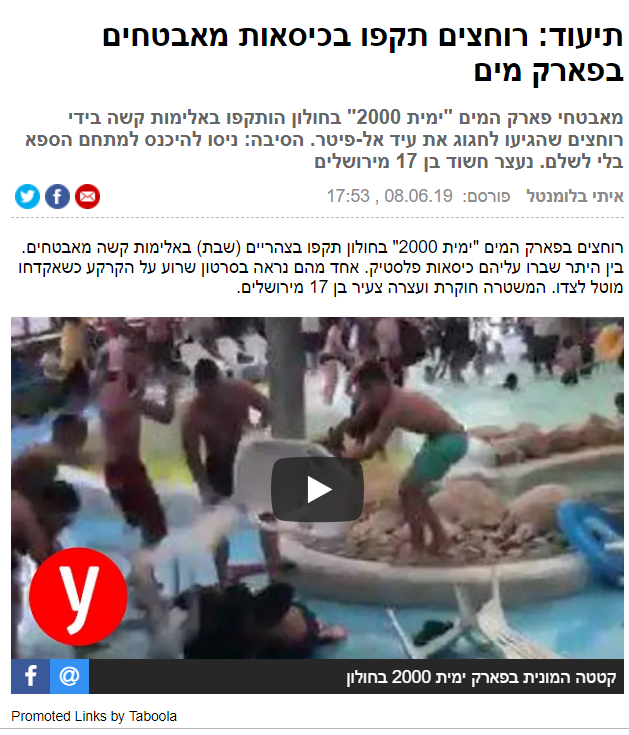 תיעוד: רוחצים תקפו בכיסאות מאבטחים
בפארק מים
מאבטחי פארק המים "ימית 2000" בחולון הותקפו באלימות קשה בידי
רוחצים שהגיעו לחגוג את עיד אל-פיטר. הסיבה: ניסו להיכנס למתחם הספא
בלי לשלם. נעצר חשוד בן 17 מירושלים
איתי בלומנטל פורסם: 08.06.19 , 17:53
רוחצים בפארק המים "ימית 2000" בחולון תקפו בצהריים (שבת) באלימות קשה מאבטחים.
בין היתר שברו עליהם כיסאות פלסטיק. אחד מהם נראה בסרטון שרוע על הקרקע כשאקדחו
מוטל לצדו. המשטרה חוקרת ועצרה צעיר בן 17 מירושלים.
y
f @ קטטה המונית בפארק ימית 2000 בחולון
Promoted Links by Taboola